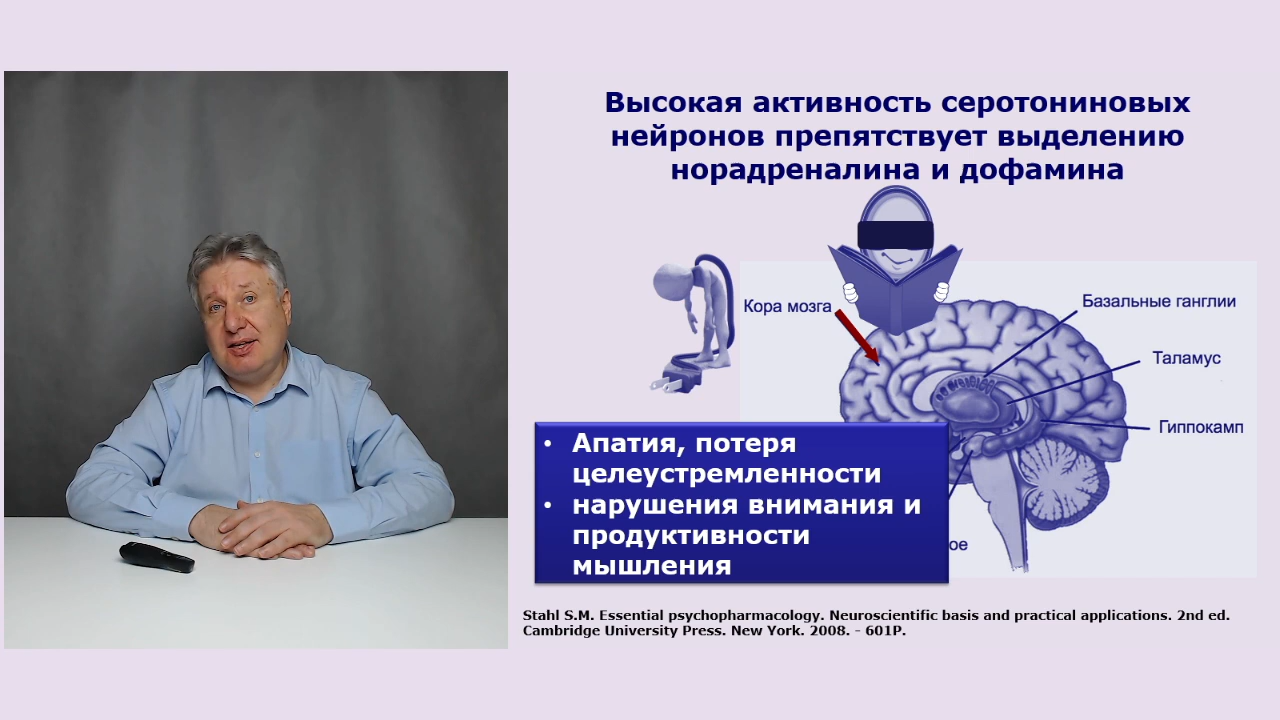 Высокая активность серотониновых
нейронов препятствует выделению
норадреналина и дофамина
Кора мозга
Базальные ганглии
Таламус
Гиппокамп
• Апатия, потеря
целеустремленности
• нарушения внимания и
продуктивности
мышления
Stahl S.M. Essential psychopharmacology. Neuroscientific basis and practical applications. 2nd ed.
Cambridge University Press. New York. 2008. - 601P.